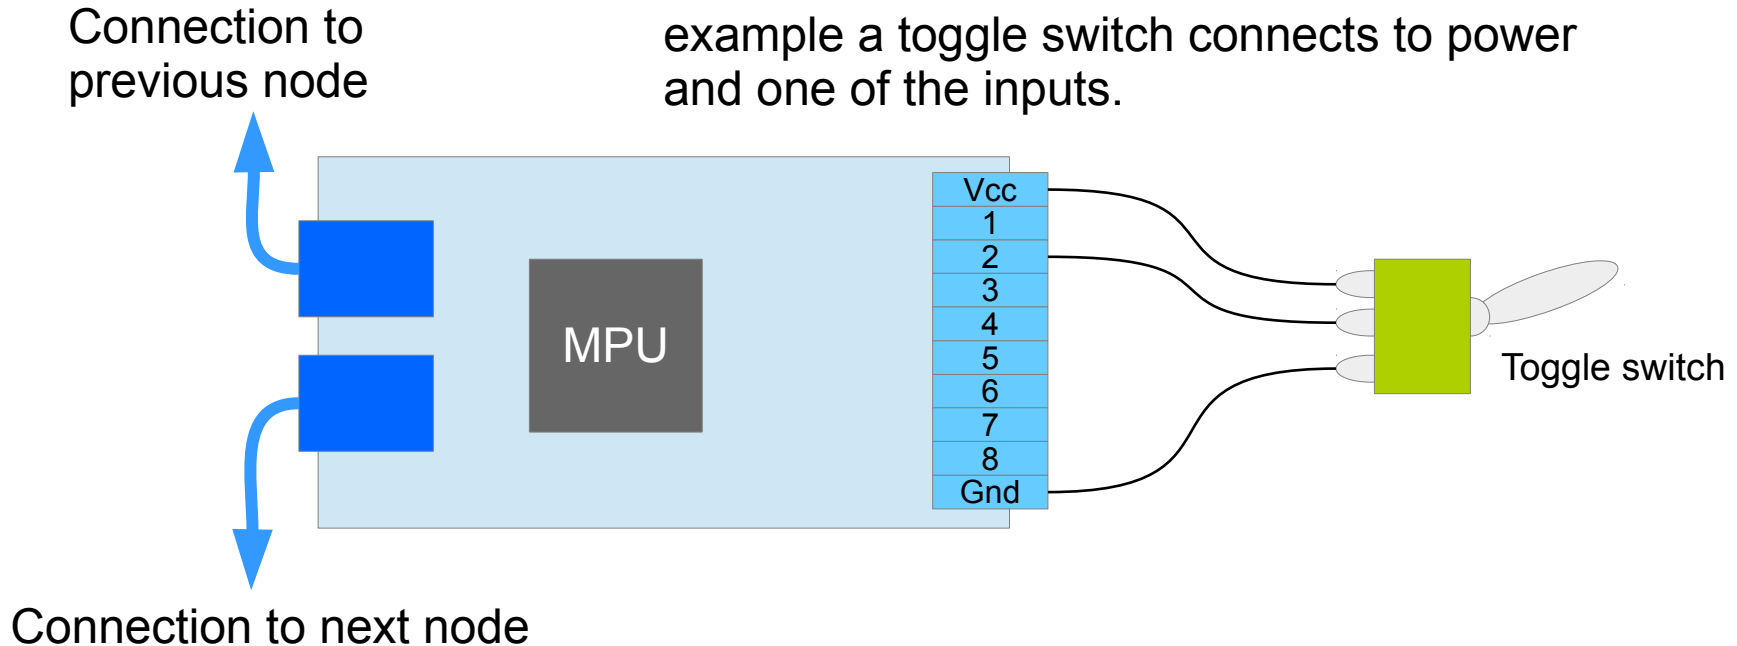 Connection to
previous node
example a toggle switch connects to power
and one of the inputs.
Vcc
1
2
3
4
5
6
7
8
Gnd
MPU
Toggle switch
Connection to next node